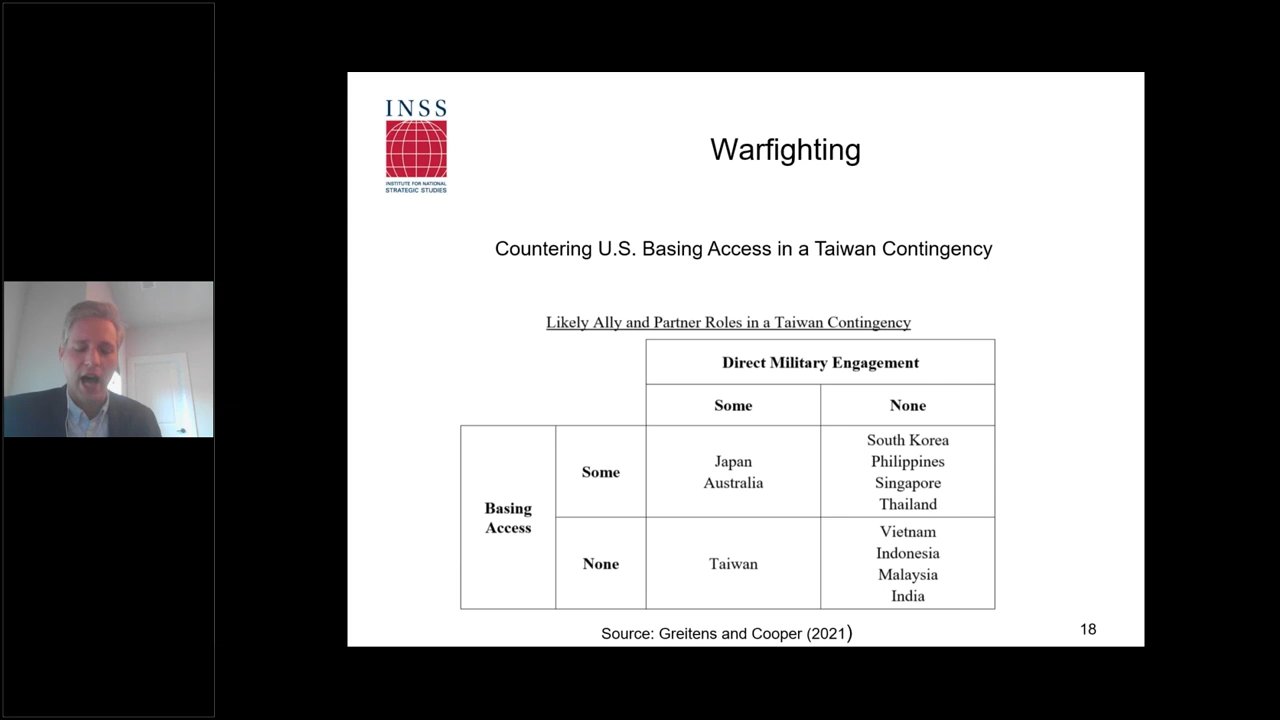 INSS
INSTITUTE FOR NATIONAL
STRATEGIC STUDIES
Warfighting
Countering U.S. Basing Access in a Taiwan Contingency
Likely Ally and Partner Roles in a Taiwan Contingency
Direct Military Engagement
Some
None
Basing
Access
Some
Japan
Australia
South Korea
Philippines
Singapore
Thailand
None
Taiwan
Vietnam
Indonesia
Malaysia
India
Source: Greitens and Cooper (2021)
18